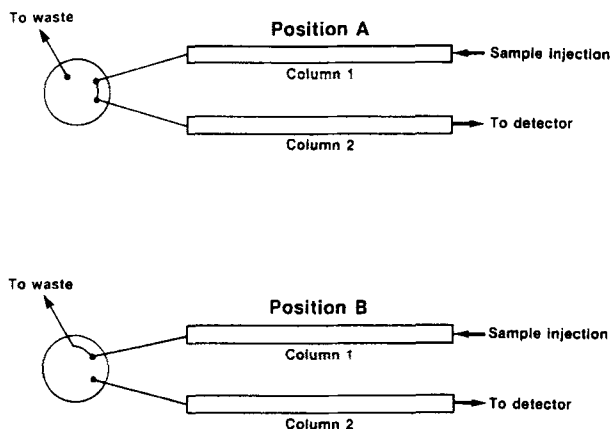 To waste
Position A
Sample injection
Column 1
To detector
Column 2
To waste
Position B
Sample injection
Column 1
To detector
Column 2